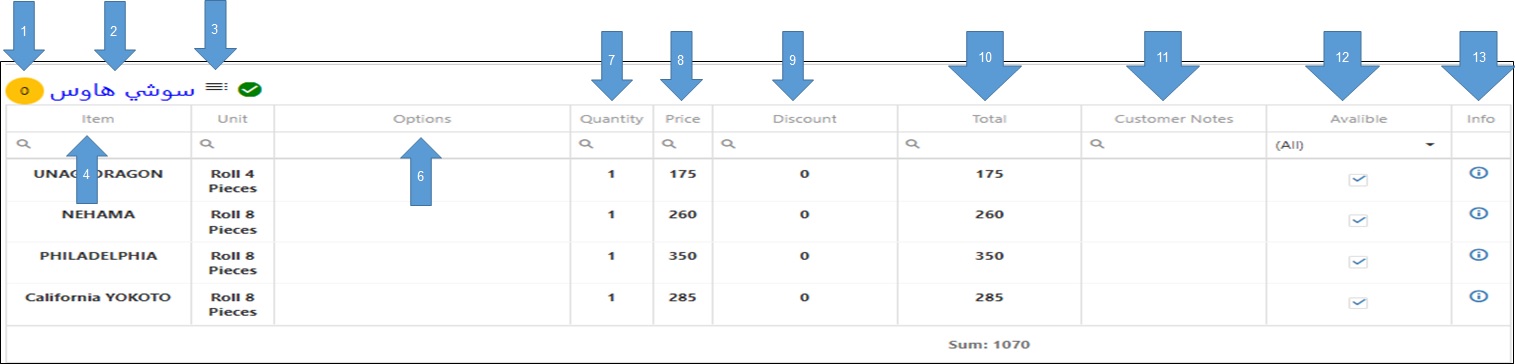 1 2 3 7 8 9 10 11 12 13
o سوشي هاوس
Item Unit Options Quantity Price Discount Total Customer Notes Avalible Info
(All)
4 6
UNAGI DRAGON Roll 4 Pieces 1 175 0 175
NEHAMA Roll 8 Pieces 1 260 0 260
PHILADELPHIA Roll 8 Pieces 1 350 0 350
California YOKOTO Roll 8 Pieces 1 285 0 285
Sum: 1070